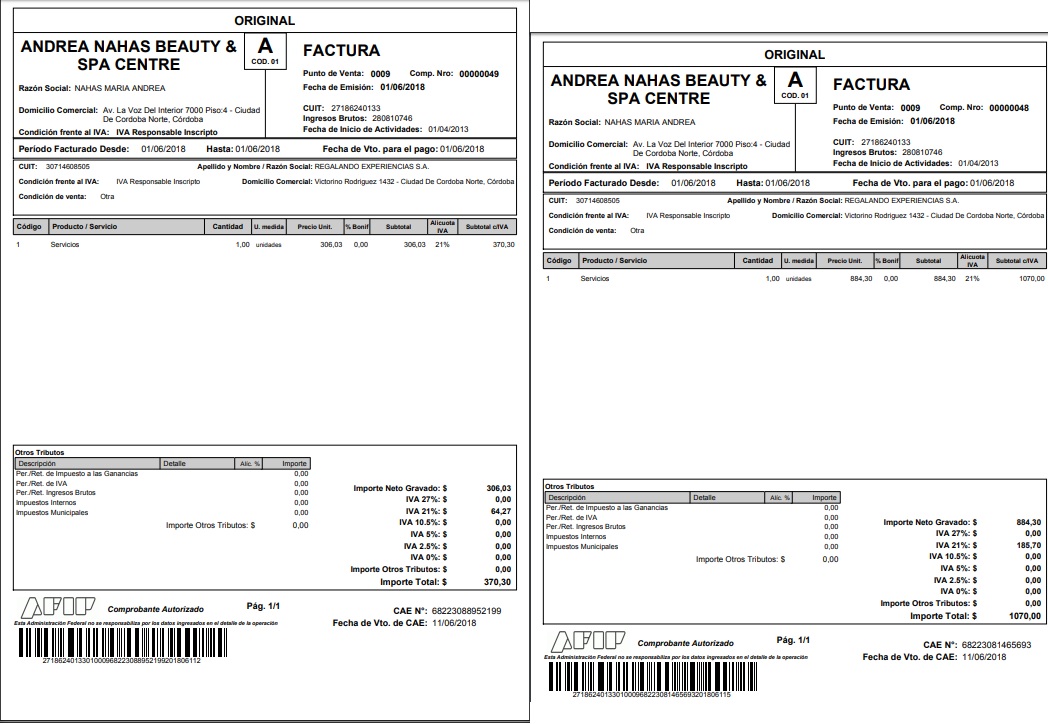 ORIGINAL
ANDREA NAHAS BEAUTY &
SPA CENTRE
A
COD. 01
FACTURA
Punto de Venta: 0009 Comp. Nro: 00000049
Fecha de Emisión: 01/06/2018
Razón Social: NAHAS MARIA ANDREA
Domicilio Comercial: Av. La Voz Del Interior 7000 Piso:4 - Ciudad
De Cordoba Norte, Córdoba
CUIT: 27186240133
Ingresos Brutos: 280810746
Condición frente al IVA: IVA Responsable Inscripto
Fecha de Inicio de Actividades: 01/04/2013
Período Facturado Desde: 01/06/2018 Hasta: 01/06/2018 Fecha de Vto. para el pago: 01/06/2018
CUIT: 30714608505 Apellido y Nombre / Razón Social: REGALANDO EXPERIENCIAS S.A.
Condición frente al IVA: IVA Responsable Inscripto Domicilio Comercial: Victorino Rodriguez 1432 - Ciudad De Cordoba Norte, Córdoba
Condición de venta: Otra
Código Producto / Servicio Cantidad U. medida Precio Unit. % Bonif Subtotal Alicuota IVA Subtotal c/IVA
1 Servicios 1,00 unidades 306,03 0,00 306,03 21% 370,30
Otros Tributos
Descripción Detalle Alíc. % Importe
Per./Ret. de Impuesto a las Ganancias 0,00
Per./Ret. de IVA 0,00
Per./Ret. Ingresos Brutos 0,00
Impuestos Internos 0,00
Impuestos Municipales 0,00
Importe Otros Tributos: $ 0,00
Importe Neto Gravado: $ 306,03
IVA 27%: $ 0,00
IVA 21%: $ 64,27
IVA 10.5%: $ 0,00
IVA 5%: $ 0,00
IVA 2.5%: $ 0,00
IVA 0%: $ 0,00
Importe Otros Tributos: $ 0,00
Importe Total: $ 370,30
AFIP
Comprobante Autorizado
Pág. 1/1
CAE N°: 68223088952199
Fecha de Vto. de CAE: 11/06/2018
Esta Administración Federal no se responsabiliza por los datos ingresados en el detalle de la operación
2718624013301000968223088952199201806112
ORIGINAL
ANDREA NAHAS BEAUTY &
SPA CENTRE
A
COD. 01
FACTURA
Punto de Venta: 0009 Comp. Nro: 00000048
Fecha de Emisión: 01/06/2018
Razón Social: NAHAS MARIA ANDREA
Domicilio Comercial: Av. La Voz Del Interior 7000 Piso:4 - Ciudad
De Cordoba Norte, Córdoba
CUIT: 27186240133
Ingresos Brutos: 280810746
Condición frente al IVA: IVA Responsable Inscripto
Fecha de Inicio de Actividades: 01/04/2013
Período Facturado Desde: 01/06/2018 Hasta: 01/06/2018 Fecha de Vto. para el pago: 01/06/2018
CUIT: 30714608505 Apellido y Nombre / Razón Social: REGALANDO EXPERIENCIAS S.A.
Condición frente al IVA: IVA Responsable Inscripto Domicilio Comercial: Victorino Rodriguez 1432 - Ciudad De Cordoba Norte, Córdoba
Condición de venta: Otra
Código Producto / Servicio Cantidad U. medida Precio Unit. % Bonif Subtotal Alicuota IVA Subtotal c/IVA
1 Servicios 1,00 unidades 884,30 0,00 884,30 21% 1070,00
Otros Tributos
Descripción Detalle Alíc. % Importe
Per./Ret. de Impuesto a las Ganancias 0,00
Per./Ret. de IVA 0,00
Per./Ret. Ingresos Brutos 0,00
Impuestos Internos 0,00
Impuestos Municipales 0,00
Importe Otros Tributos: $ 0,00
Importe Neto Gravado: $ 884,30
IVA 27%: $ 0,00
IVA 21%: $ 185,70
IVA 10.5%: $ 0,00
IVA 5%: $ 0,00
IVA 2.5%: $ 0,00
IVA 0%: $ 0,00
Importe Otros Tributos: $ 0,00
Importe Total: $ 1070,00
AFIP
Comprobante Autorizado
Pág. 1/1
CAE N°: 68223081465693
Fecha de Vto. de CAE: 11/06/2018
Esta Administración Federal no se responsabiliza por los datos ingresados en el detalle de la operación
2718624013301000968223081465693201806115